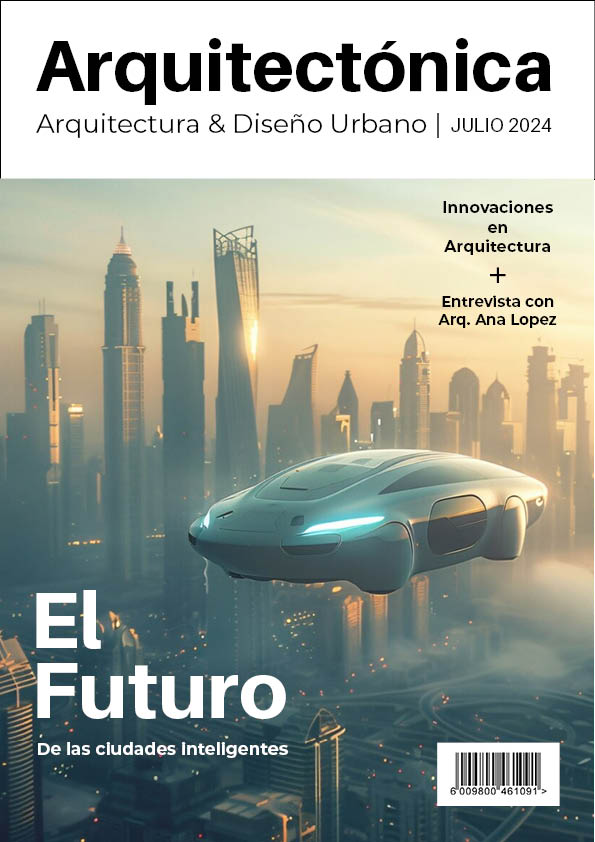 Arquitectónica
Arquitectura & Diseño Urbano | JULIO 2024
Innovaciones
en
Arquitectura
+
Entrevista con
Arq. Ana Lopez
El
Futuro
De las ciudades inteligentes
6 009800 461091 >